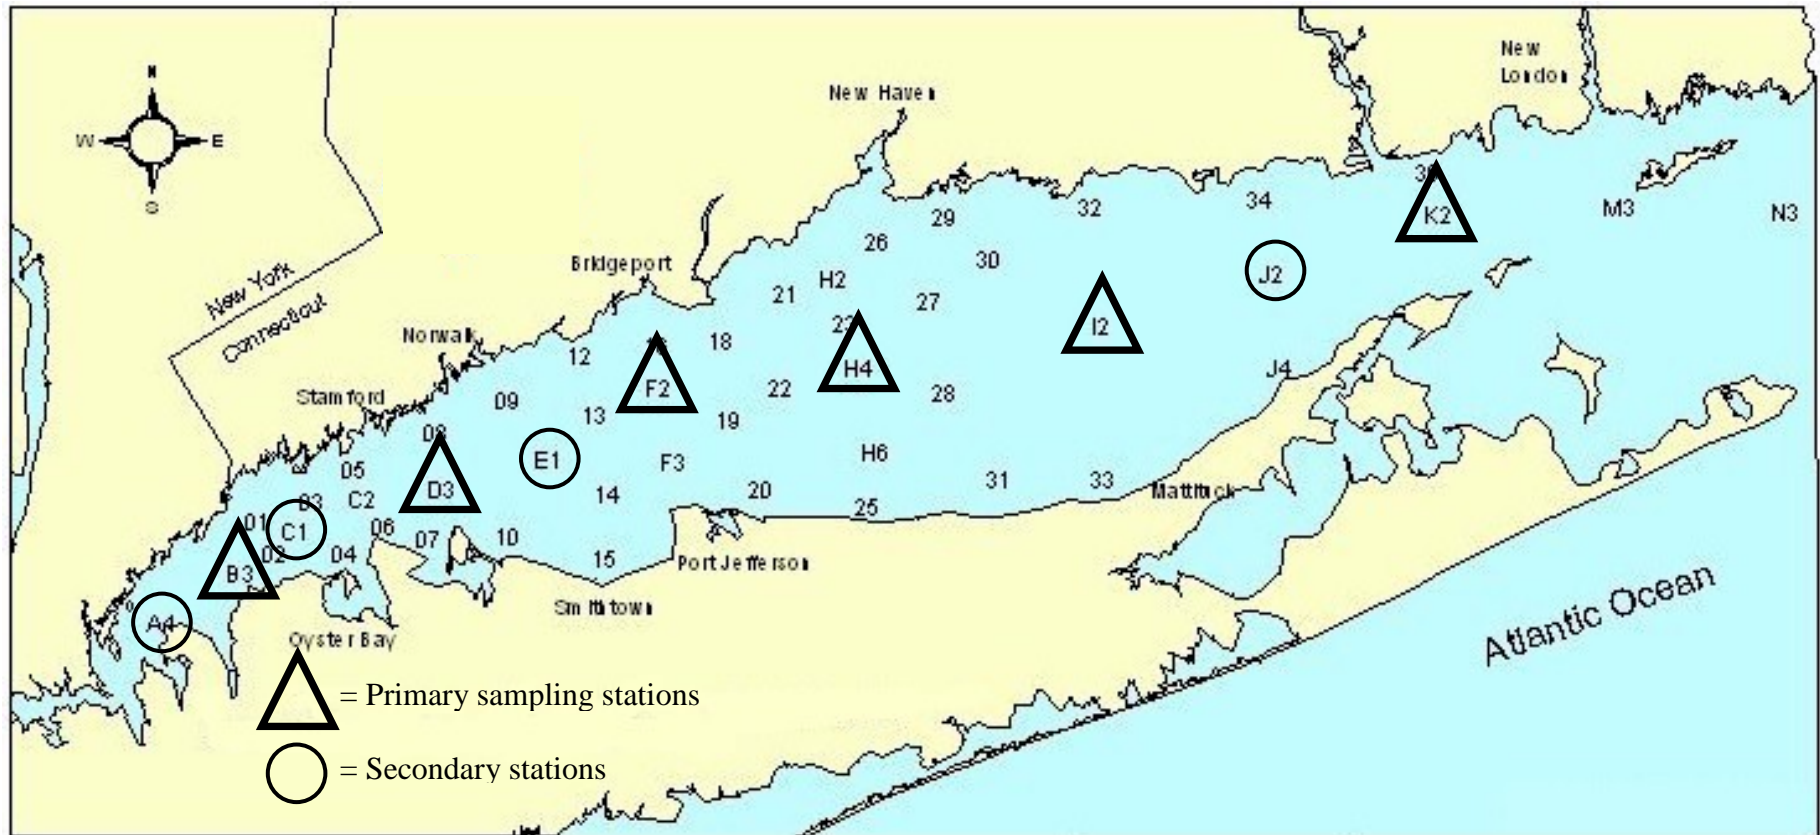 New
London
New Haven
N
W
E
S
36
29
32
34
K2
M3
N3
26
30
H2
J2
New York
Connecticut
Bridgeport
21
27
I2
23
Norwalk
12
18
H4
J4
F2
22
28
Stamford
09
13
19
08
E1
F3
H6
05
D3
14
20
31
33
Mattituck
03
C2
25
01
C1
06
07
10
02
04
15
Port Jefferson
B3
Smithtown
A4
Oyster Bay
Atlantic Ocean
= Primary sampling stations
= Secondary stations